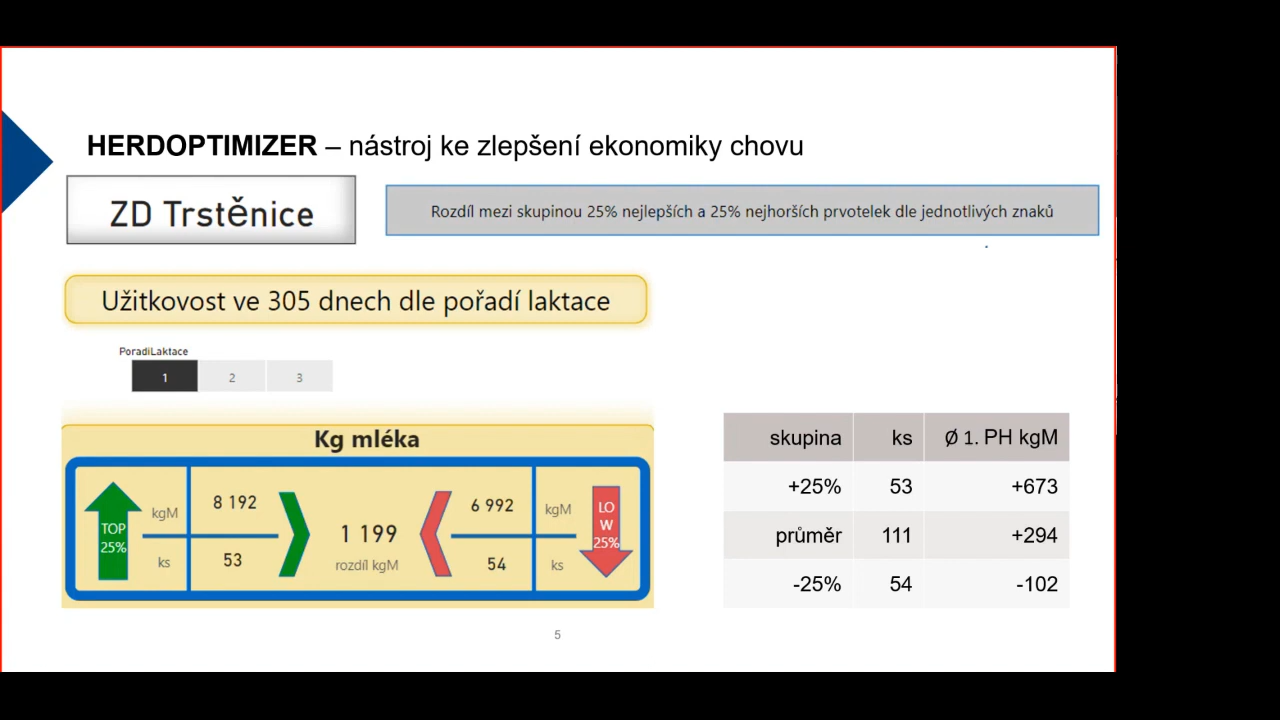 HERDOPTIMIZER – nástroj ke zlepšení ekonomiky chovu
ZD Trstěnice
Rozdíl mezi skupinou 25% nejlepších a 25% nejhorších prvotelek dle jednotlivých znaků
Užitkovost ve 305 dnech dle pořadí laktace
PoradiLaktace
1 2 3
Kg mléka
TOP
25%
kgM
8 192
ks
53
1 199
rozdíl kgM
6 992
kgM
54
ks
LO
W
25%
skupina ks Ø 1. PH kgM
+25% 53 +673
průměr 111 +294
-25% 54 -102
5